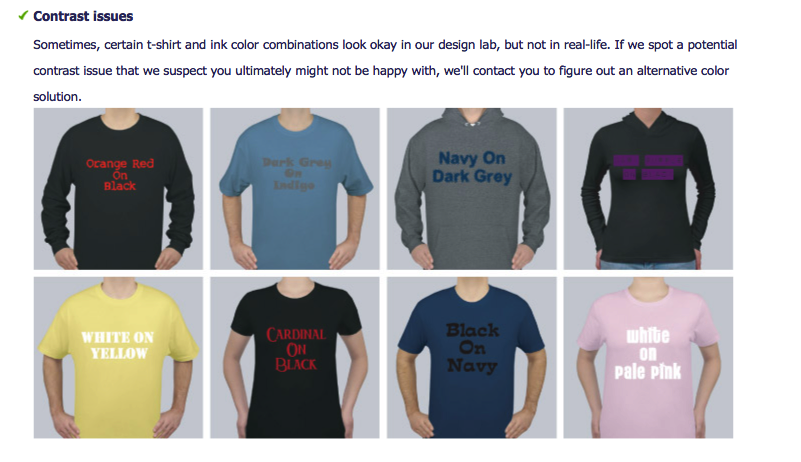 Contrast issues
Sometimes, certain t-shirt and ink color combinations look okay in our design lab, but not in real-life. If we spot a potential
contrast issue that we suspect you ultimately might not be happy with, we'll contact you to figure out an alternative color
solution.
Orange Red
On
Black
Dark Grey
On
Indigo
Navy On
Dark Grey
WHITE ON
YELLOW
CARDINAL
ON
BLACK
Black
On
Navy
white
on
pale pink